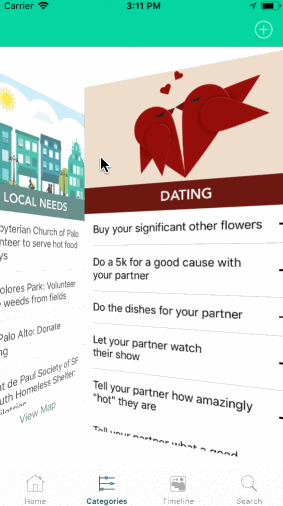 Carrier
3:11 PM
LOCAL NEEDS
byterian Church of Palo
nteer to serve hot food
ys
olores Park: Volunteer
e weeds from fields
Palo Alto: Donate
ng
nt de Paul Society of SF
uth Homeless Shelter:
View Map
DATING
Buy your significant other flowers
Do a 5k for a good cause with
your partner
Do the dishes for your partner
Let your partner watch
their show
Tell your partner how amazingly
"hot" they are
Tell your partner what a good
Home
Categories
Timeline
Search